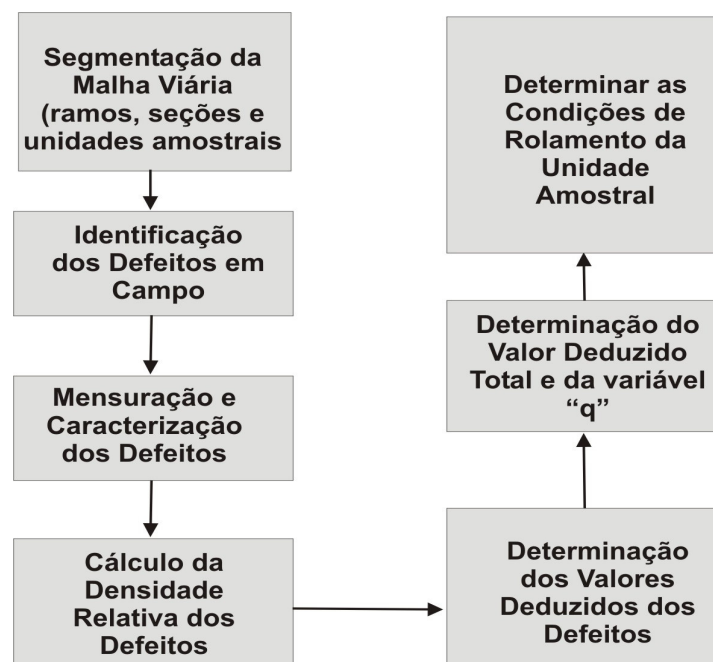 Segmentação da
Malha Viária
(ramos, seções e
unidades amostrais
Identificação
dos Defeitos em
Campo
Mensuração e
Caracterização
dos Defeitos
Cálculo da
Densidade
Relativa dos
Defeitos
Determinação
dos Valores
Deduzidos dos
Defeitos
Determinação do
Valor Deduzido
Total e da variável
“q”
Determinar as
Condições de
Rolamento da
Unidade
Amostral